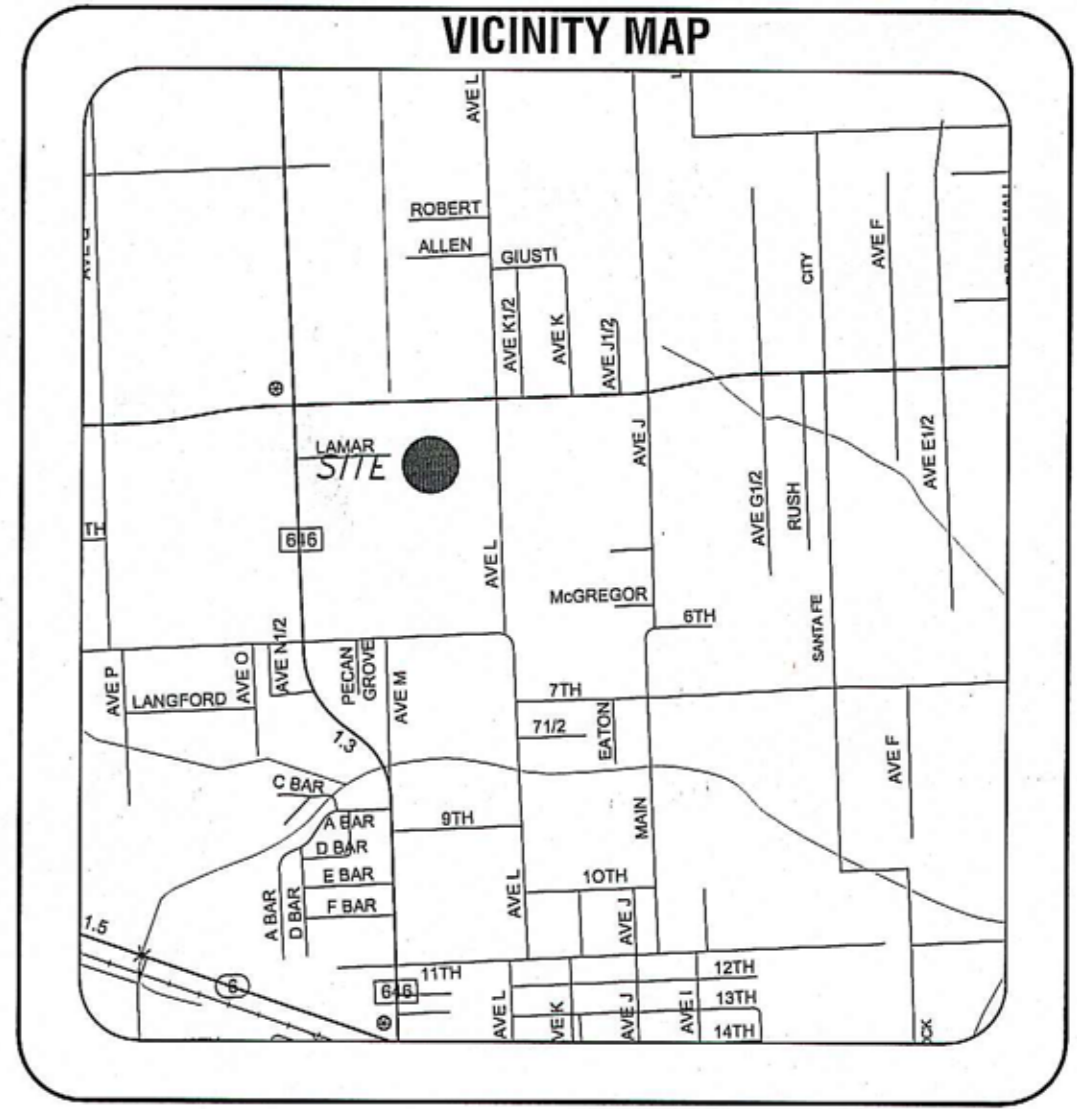 VICINITY MAP
AVE L
ROBERT
ALLEN
GIUSTI
CITY
AVE F
AVE K1/2
AVE K
AVE J1/2
LAMAR
SITE
AVE J
AVE G1/2
RUSH
AVE E1/2
TH
646
AVE L
McGREGOR
6TH
SANTA FE
AVE P
LANGFORD
AVE O
AVE N1/2
PECAN
GROVE
AVE M
7TH
71/2
EATON
1.3
AVE F
C BAR
A BAR
9TH
MAIN
D BAR
E BAR
F BAR
A BAR
D BAR
AVE L
10TH
AVE J
1.5
6
11TH
646
12TH
13TH
14TH
AVE L
VE K
AVE J
AVE I
CK